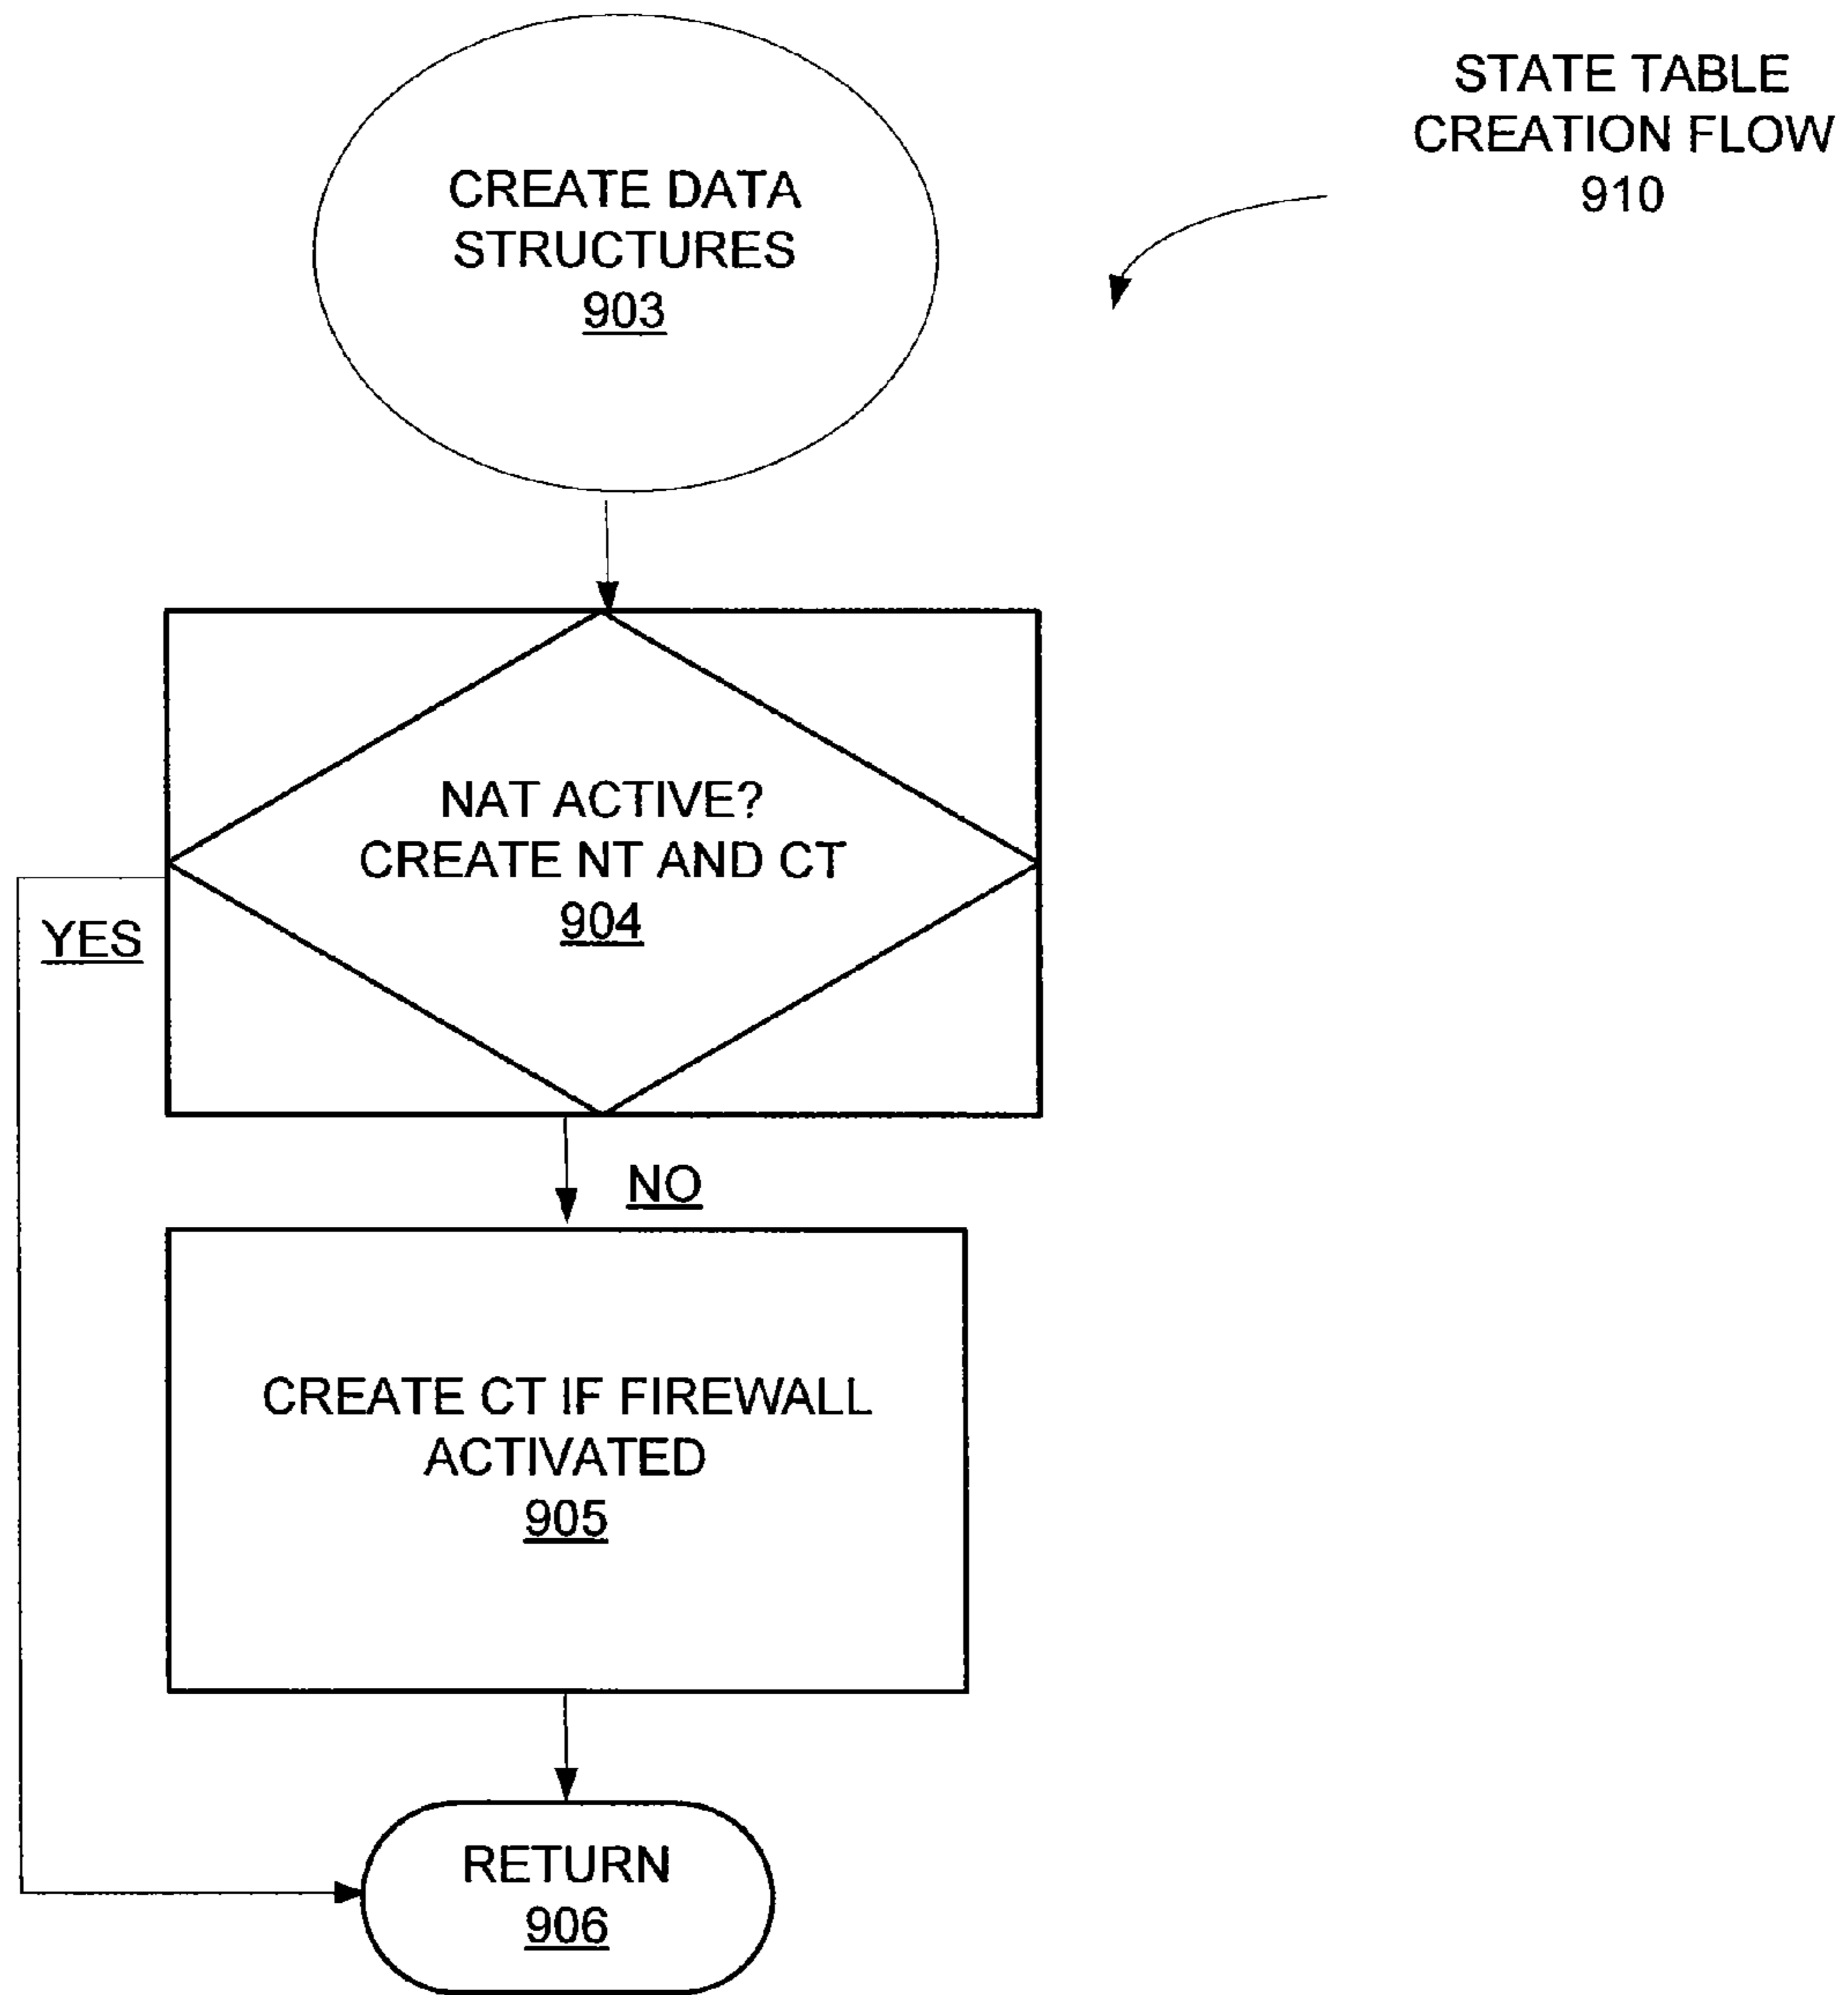 STATE TABLE
CREATION FLOW
910
CREATE DATA
STRUCTURES
903
NAT ACTIVE?
CREATE NT AND CT
904
YES
NO
CREATE CT IF FIREWALL
ACTIVATED
905
RETURN
906